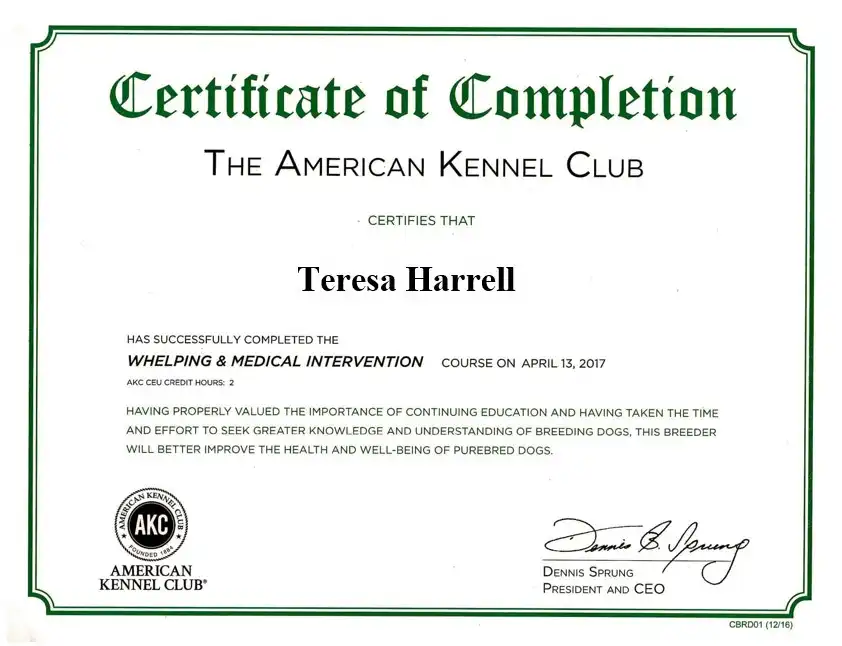 Certificate of Completion
THE AMERICAN KENNEL CLUB
CERTIFIES THAT
Teresa Harrell
HAS SUCCESSFULLY COMPLETED THE
WHELPING & MEDICAL INTERVENTION COURSE ON APRIL 13, 2017
AKC CEU CREDIT HOURS: 2
HAVING PROPERLY VALUED THE IMPORTANCE OF CONTINUING EDUCATION AND HAVING TAKEN THE TIME
AND EFFORT TO SEEK GREATER KNOWLEDGE AND UNDERSTANDING OF BREEDING DOGS, THIS BREEDER
WILL BETTER IMPROVE THE HEALTH AND WELL-BEING OF PUREBRED DOGS.
AMERICAN KENNEL CLUB
AKC
FOUNDED 1884
AMERICAN
KENNEL CLUB®
Dennis B. Sprung
DENNIS SPRUNG
PRESIDENT AND CEO
CBRD01 (12/16)